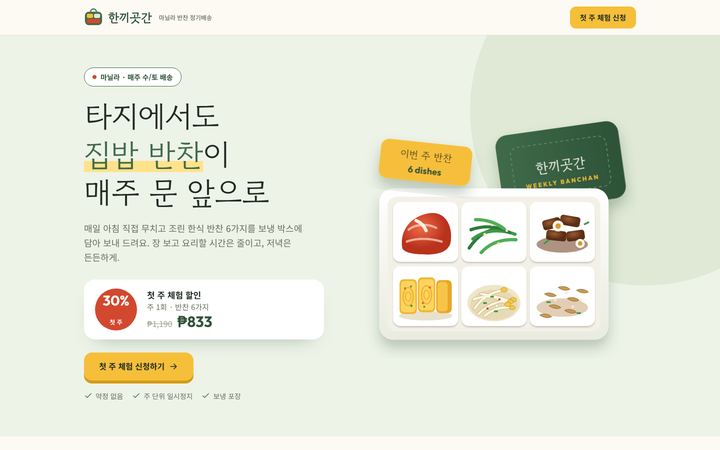 한끼곳간 마닐라 반찬 정기배송
첫 주 체험 신청
마닐라 · 매주 수/토 배송
타지에서도
집밥 반찬이
매주 문 앞으로
매일 아침 직접 무치고 조린 한식 반찬 6가지를 보냉 박스에
담아 보내 드려요. 장 보고 요리할 시간은 줄이고, 저녁은
든든하게.
30%
첫 주
첫 주 체험 할인
주 1회 · 반찬 6가지
₱1,190 ₱833
첫 주 체험 신청하기 →
약정 없음
주 단위 일시정지
보냉 포장
이번 주 반찬
6 dishes
한끼곳간
WEEKLY BANCHAN